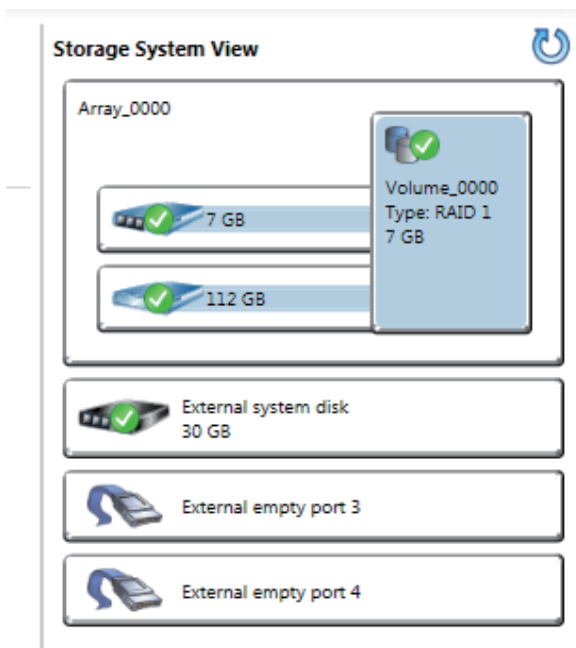 Storage System View
Array_0000
Volume_0000
Type: RAID 1
7 GB
7 GB
112 GB
External system disk
30 GB
External empty port 3
External empty port 4